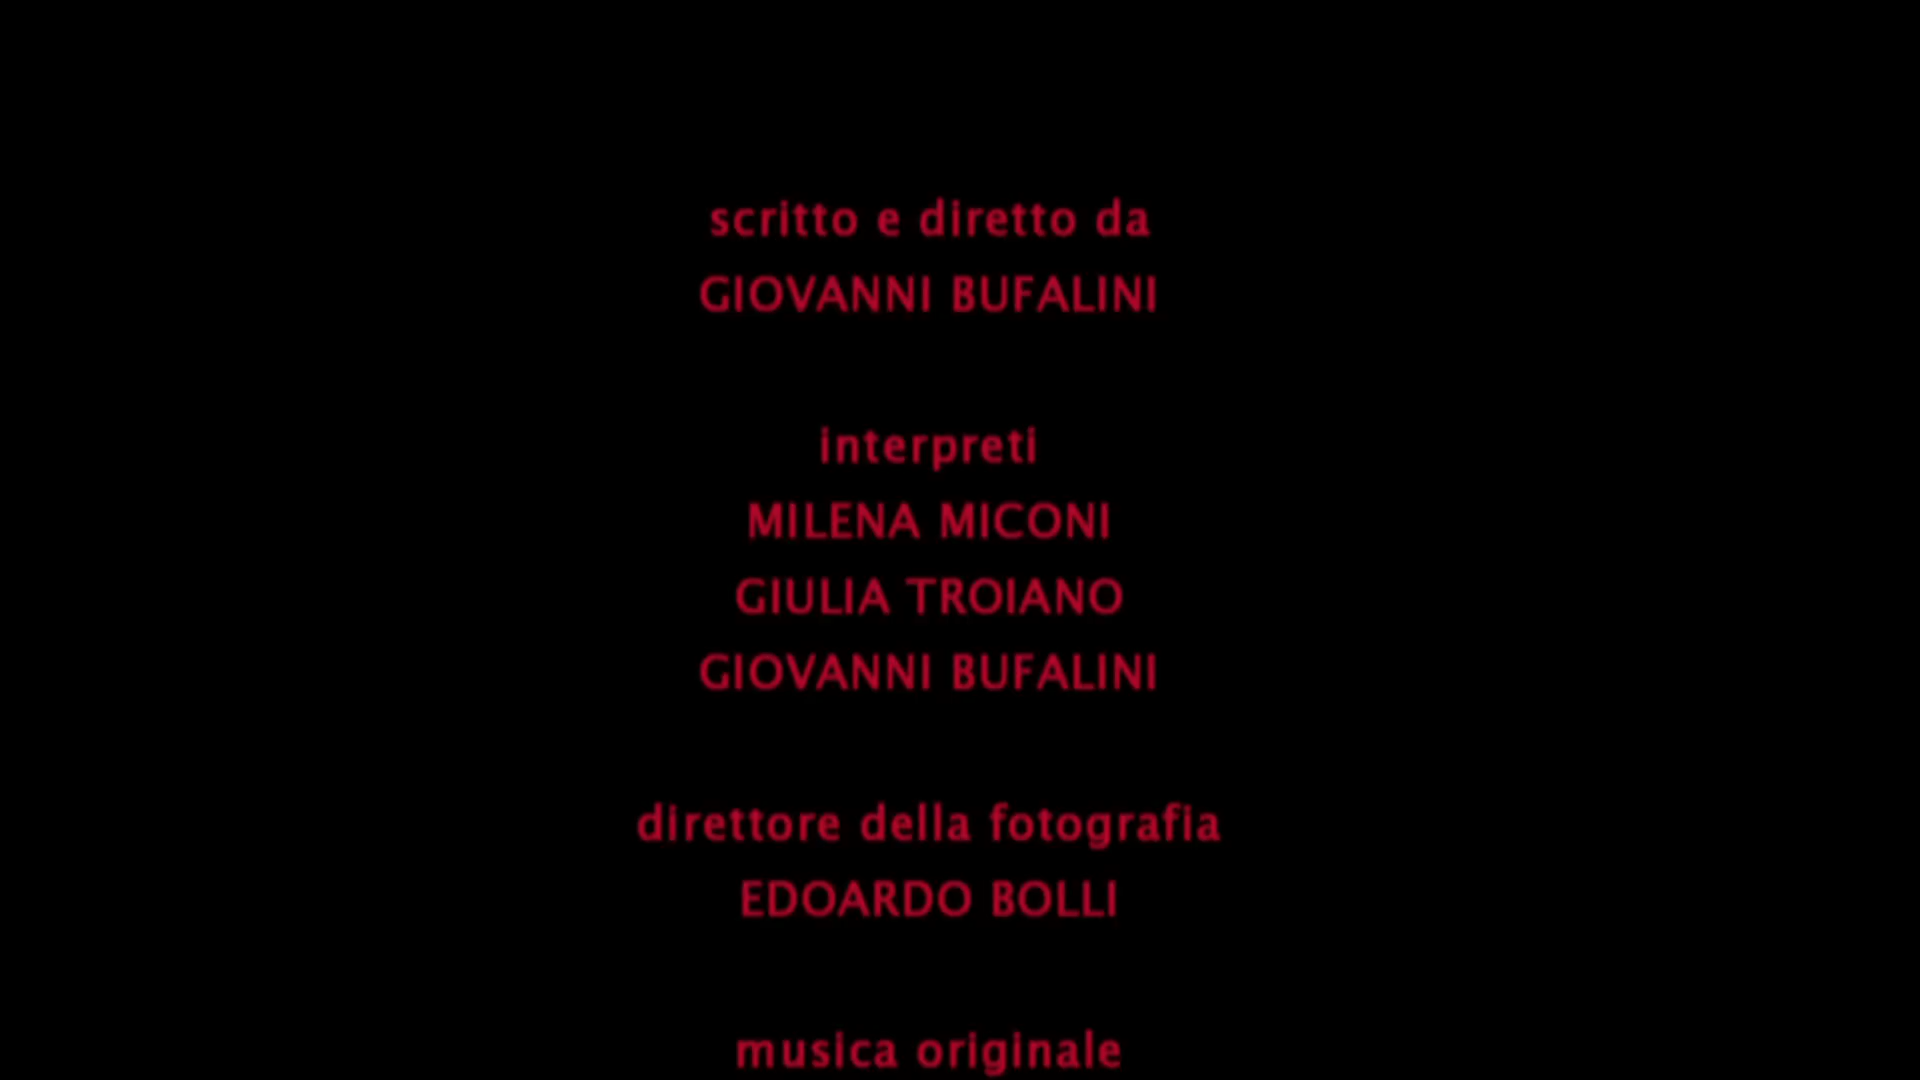 scritto e diretto da
GIOVANNI BUFALINI
interpreti
MILENA MICONI
GIULIA TROIANO
GIOVANNI BUFALINI
direttore della fotografia
EDOARDO BOLLI
musica originale